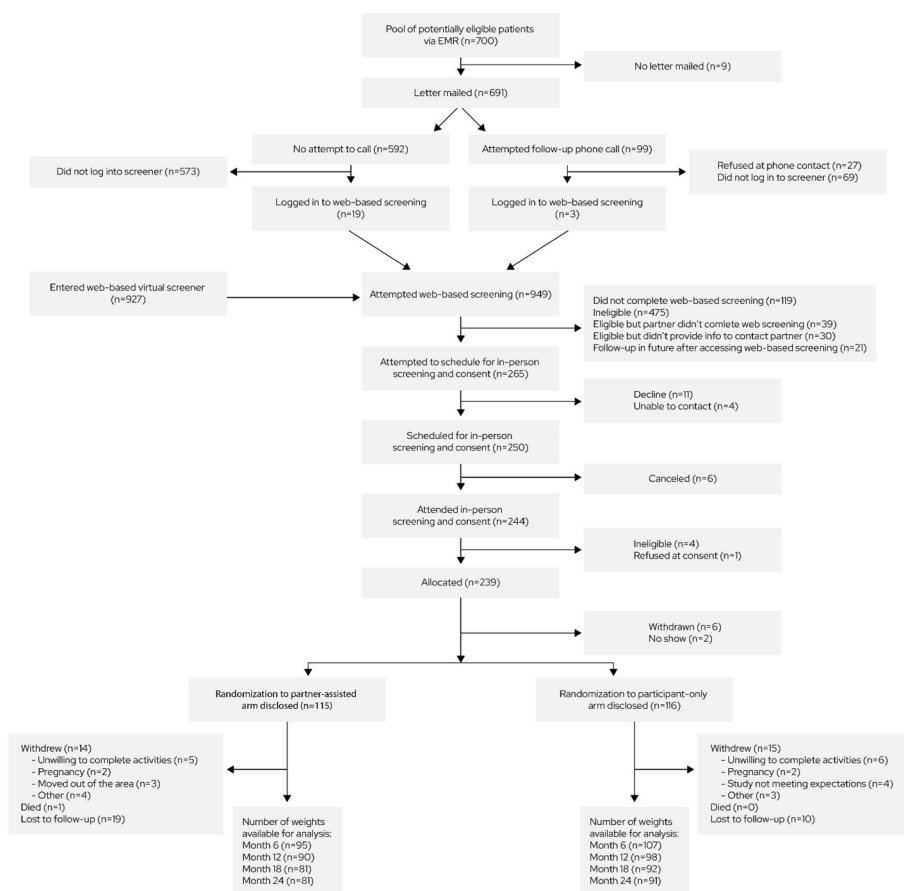 Pool of potentially eligible patients
via EMR (n=700)
No letter mailed (n=9)
Letter mailed (n=691)
No attempt to call (n=592)
Attempted follow-up phone call (n=99)
Did not log into screener (n=573)
Refused at phone contact (n=27)
Did not log in to screener (n=69)
Logged in to web-based screening
(n=19)
Logged in to web-based screening
(n=3)
Entered web-based virtual screener
(n=927)
Attempted web-based screening (n=949)
Did not complete web-based screening (n=119)
Ineligible (n=475)
Eligible but partner didn't comlete web screening (n=39)
Eligible but didn't provide info to contact partner (n=30)
Follow-up in future after accessing web-based screening (n=21)
Attempted to schedule for in-person
screening and consent (n=265)
Decline (n=11)
Unable to contact (n=4)
Scheduled for in-person
screening and consent (n=250)
Canceled (n=6)
Attended in-person
screening and consent (n=244)
Ineligible (n=4)
Refused at consent (n=1)
Allocated (n=239)
Withdrawn (n=6)
No show (n=2)
Randomization to partner-assisted
arm disclosed (n=115)
Randomization to participant-only
arm disclosed (n=116)
Withdrew (n=14)
- Unwilling to complete activities (n=5)
- Pregnancy (n=2)
- Moved out of the area (n=3)
- Other (n=4)
Died (n=1)
Lost to follow-up (n=19)
Withdrew (n=15)
- Unwilling to complete activities (n=6)
- Pregnancy (n=2)
- Study not meeting expectations (n=4)
- Other (n=3)
Died (n=0)
Lost to follow-up (n=10)
Number of weights
available for analysis:
Month 6 (n=95)
Month 12 (n=90)
Month 18 (n=81)
Month 24 (n=81)
Number of weights
available for analysis:
Month 6 (n=107)
Month 12 (n=98)
Month 18 (n=92)
Month 24 (n=91)